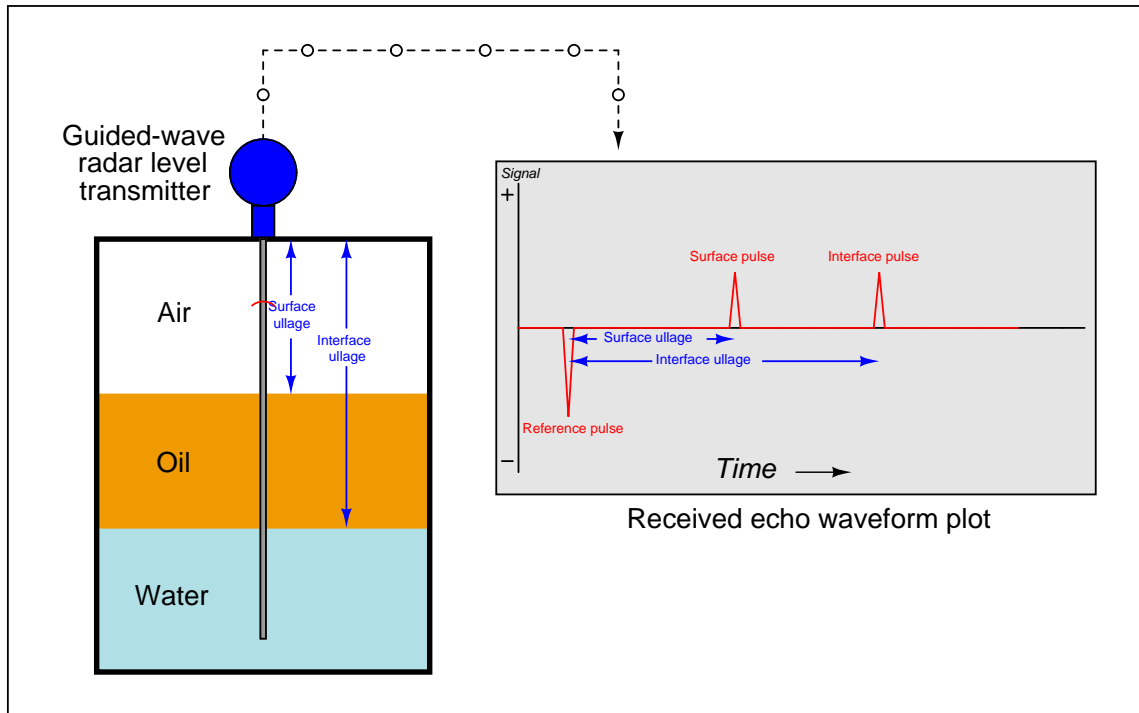 Guided-wave
radar level
transmitter
Air
Surface
ullage
Interface
ullage
Oil
Water
Signal
+
Surface pulse
Interface pulse
Surface ullage
Interface ullage
Reference pulse
−
Time
Received echo waveform plot